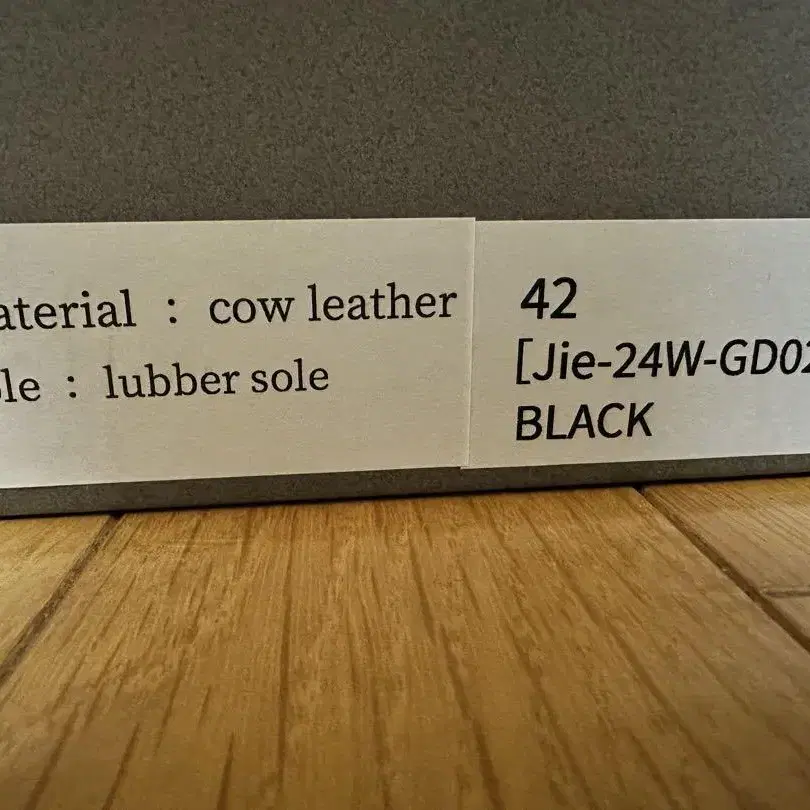 aterial : cow leather
le : lubber sole
42
[Jie-24W-GD02
BLACK